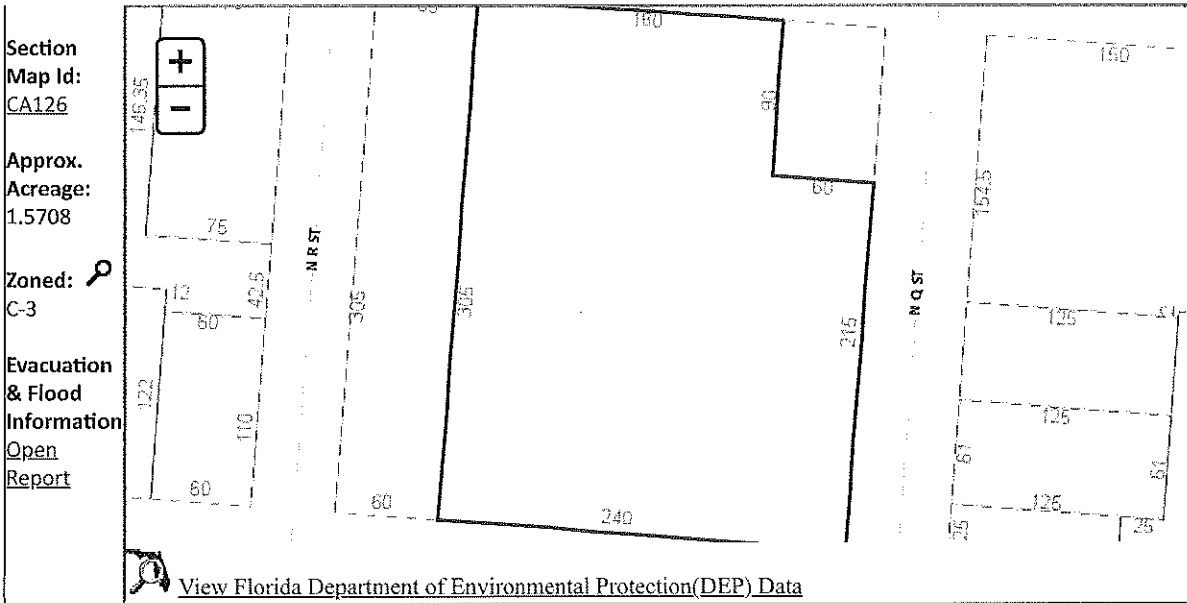 Section
Map Id:
CA126
Approx.
Acreage:
1.5708
Zoned:
C-3
Evacuation
& Flood
Information
Open
Report
+
−
180
150
146.35
90
60
154.5
75
N R ST
N Q ST
12
142.5
60
305
305
215
125
122
110
125
61
61
60
60
240
125
25
25
View Florida Department of Environmental Protection(DEP) Data